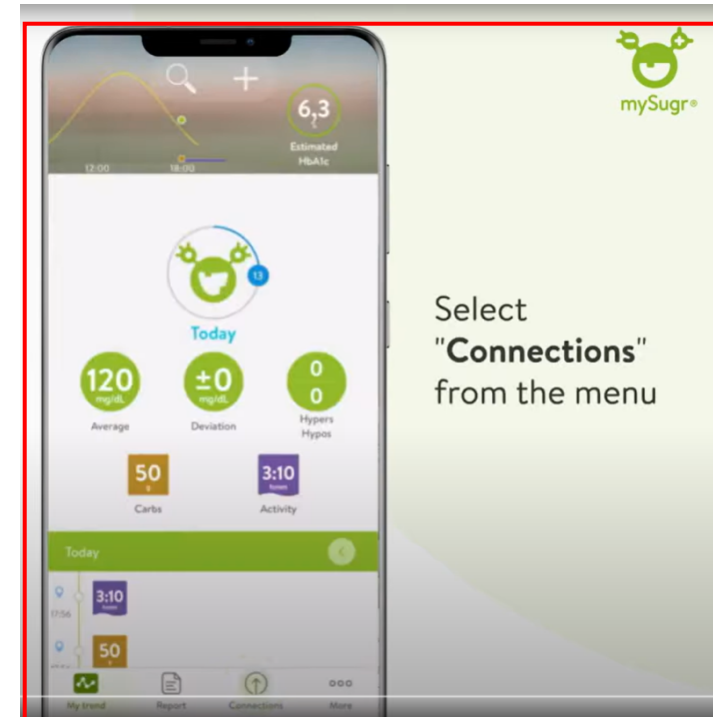 6,3
Estimated
HbA1c
12:00
18:00
mySugr®
13
Today
Select
"Connections"
from the menu
120
mg/dL
Average
±0
mg/dL
Deviation
0
0
Hypers
Hypos
50
g
Carbs
3:10
hours
Activity
Today
3:10
hours
17:56
50
My trend
Report
Connections
More